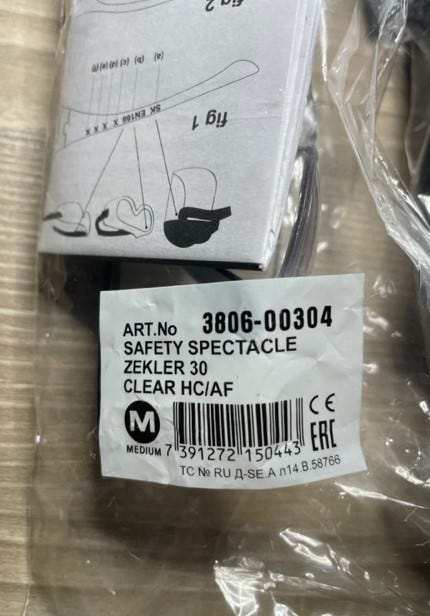 fig 2
(a)
(b)
(c) (d) (e) (f)
SK EN166 X X X X
fig 1
ART.No 3806-00304
SAFETY SPECTACLE
ZEKLER 30
CLEAR HC/AF
M
MEDIUM
CE
7 391272 150443
EAC
TC № RU Д-SE.А л14.В.58766